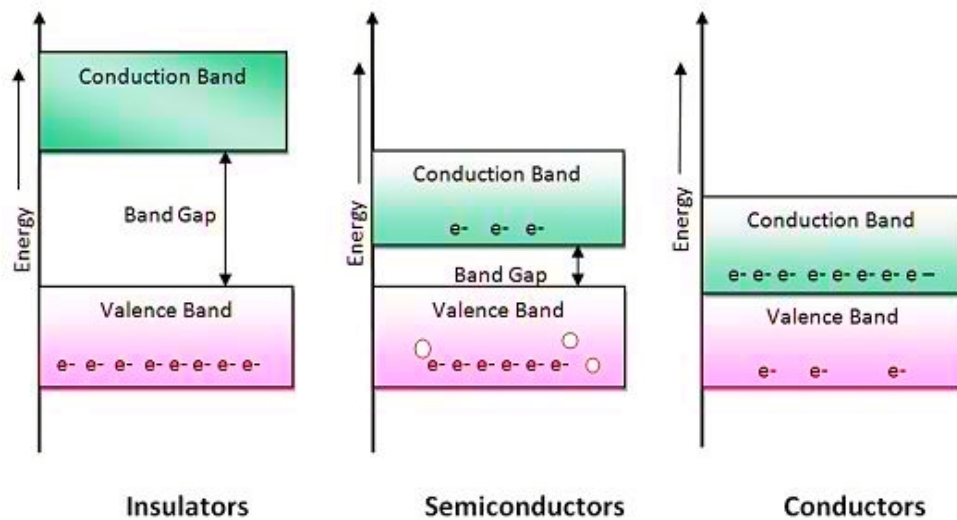 Energy
Conduction Band
Band Gap
Valence Band
e- e- e- e- e- e- e- e-
Insulators
Energy
Conduction Band
e- e- e-
Band Gap
Valence Band
e- e- e- e- e- e-
Semiconductors
Energy
Conduction Band
e- e- e- e- e- e- e- e –
Valence Band
e- e- e-
Conductors